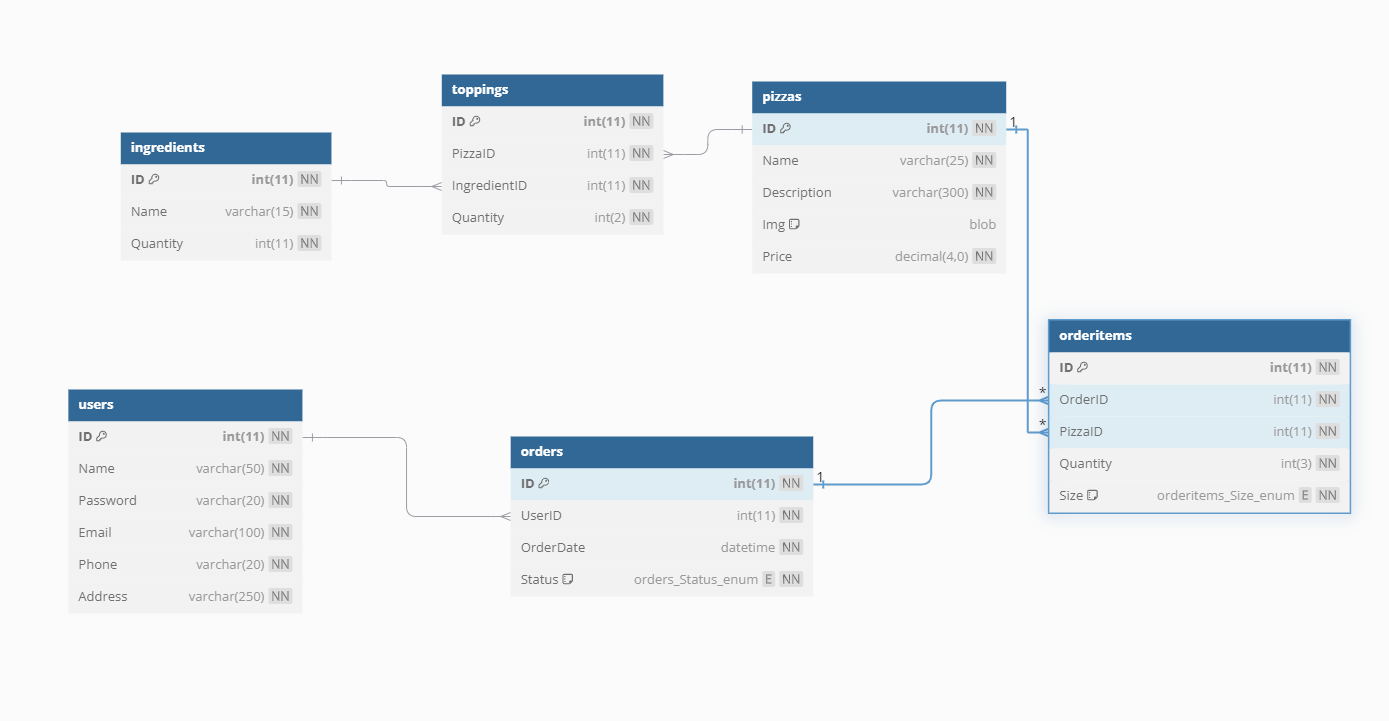 ingredients
ID int(11) NN
Name varchar(15) NN
Quantity int(11) NN
toppings
ID int(11) NN
PizzaID int(11) NN
IngredientID int(11) NN
Quantity int(2) NN
pizzas
ID int(11) NN
Name varchar(25) NN
Description varchar(300) NN
Img blob
Price decimal(4,0) NN
1
orderitems
ID int(11) NN
* OrderID int(11) NN
* PizzaID int(11) NN
Quantity int(3) NN
Size orderitems_Size_enum E NN
users
ID int(11) NN
Name varchar(50) NN
Password varchar(20) NN
Email varchar(100) NN
Phone varchar(20) NN
Address varchar(250) NN
orders
ID int(11) NN 1
UserID int(11) NN
OrderDate datetime NN
Status orders_Status_enum E NN